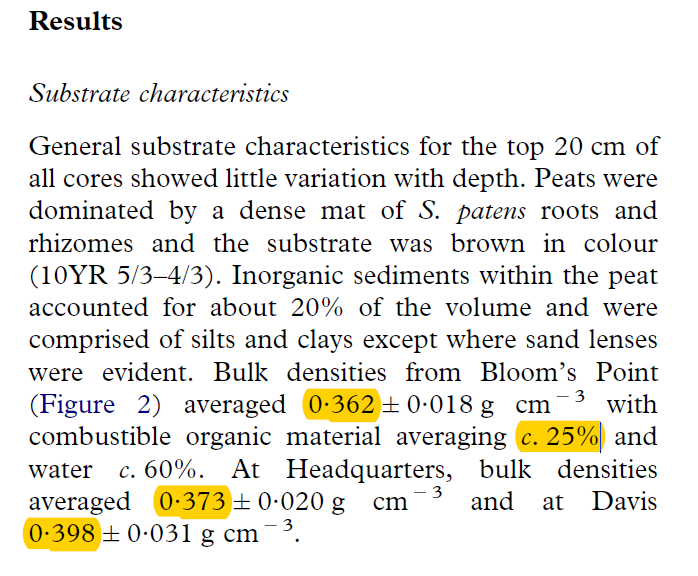 Results
Substrate characteristics
General substrate characteristics for the top 20 cm of
all cores showed little variation with depth. Peats were
dominated by a dense mat of S. patens roots and
rhizomes and the substrate was brown in colour
(10YR 5/3–4/3). Inorganic sediments within the peat
accounted for about 20% of the volume and were
comprised of silts and clays except where sand lenses
were evident. Bulk densities from Bloom's Point
(Figure 2) averaged 0·362 ± 0·018 g cm⁻³ with
combustible organic material averaging c. 25% and
water c. 60%. At Headquarters, bulk densities
averaged 0·373 ± 0·020 g cm⁻³ and at Davis
0·398 ± 0·031 g cm⁻³.